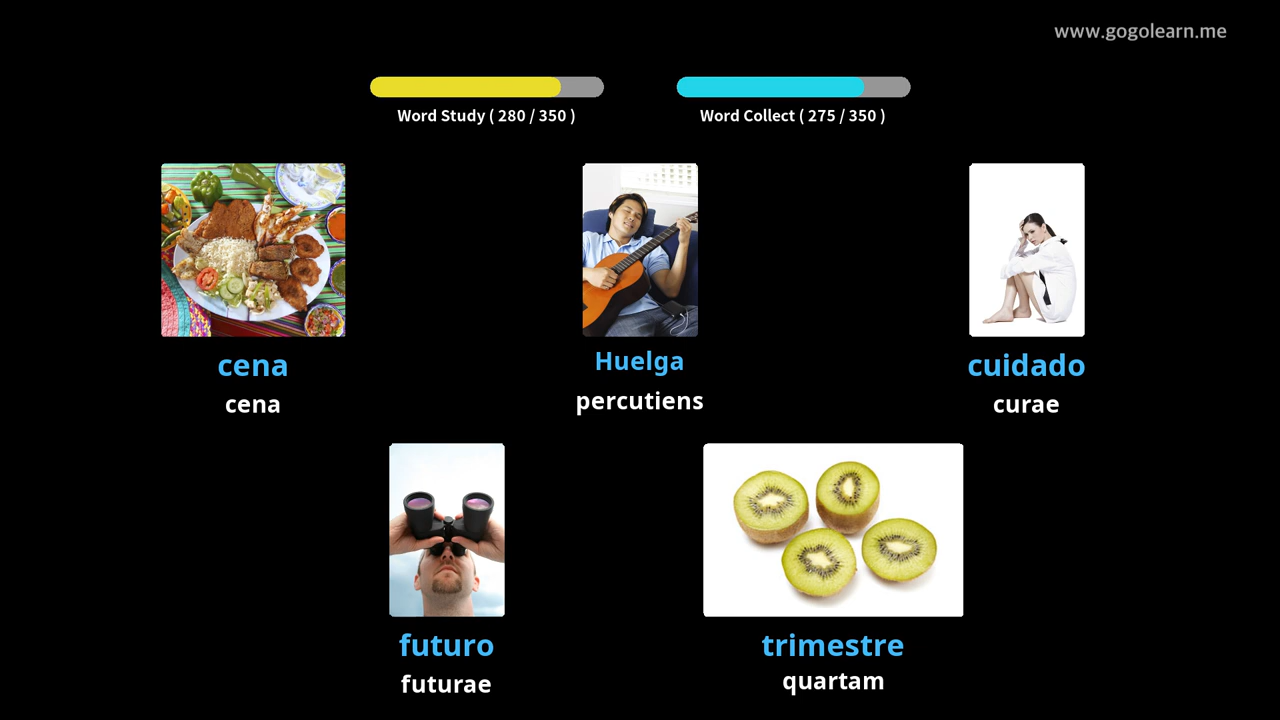 www.gogolearn.me
Word Study ( 280 / 350 )
Word Collect ( 275 / 350 )
cena
cena
Huelga
percutiens
cuidado
curae
futuro
futurae
trimestre
quartam